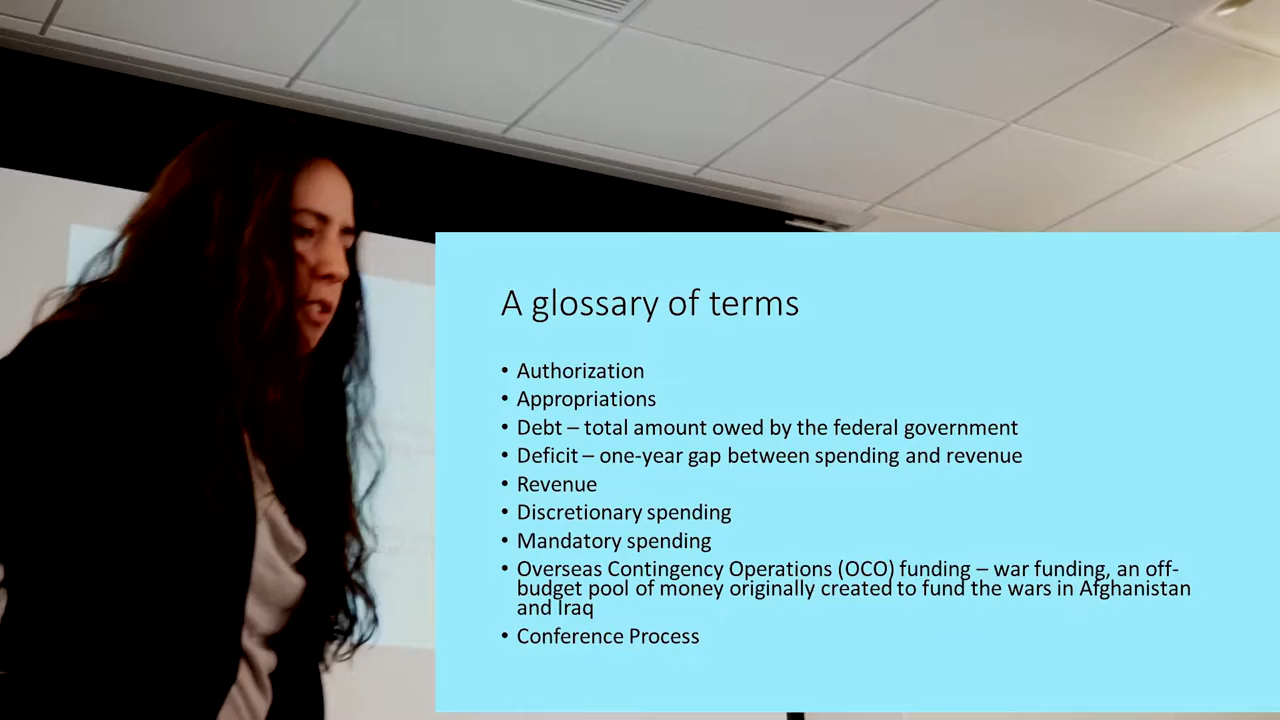 A glossary of terms
• Authorization
• Appropriations
• Debt – total amount owed by the federal government
• Deficit – one-year gap between spending and revenue
• Revenue
• Discretionary spending
• Mandatory spending
• Overseas Contingency Operations (OCO) funding – war funding, an off-
budget pool of money originally created to fund the wars in Afghanistan
and Iraq
• Conference Process